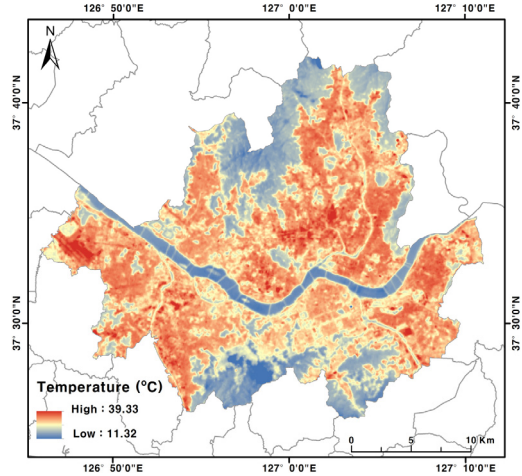 126° 50'0"E
127° 0'0"E
127° 10'0"E
N
37° 40'0"N
37° 40'0"N
37° 30'0"N
37° 30'0"N
Temperature (°C)
High : 39.33
Low : 11.32
0 5 10 Km
126° 50'0"E
127° 0'0"E
127° 10'0"E